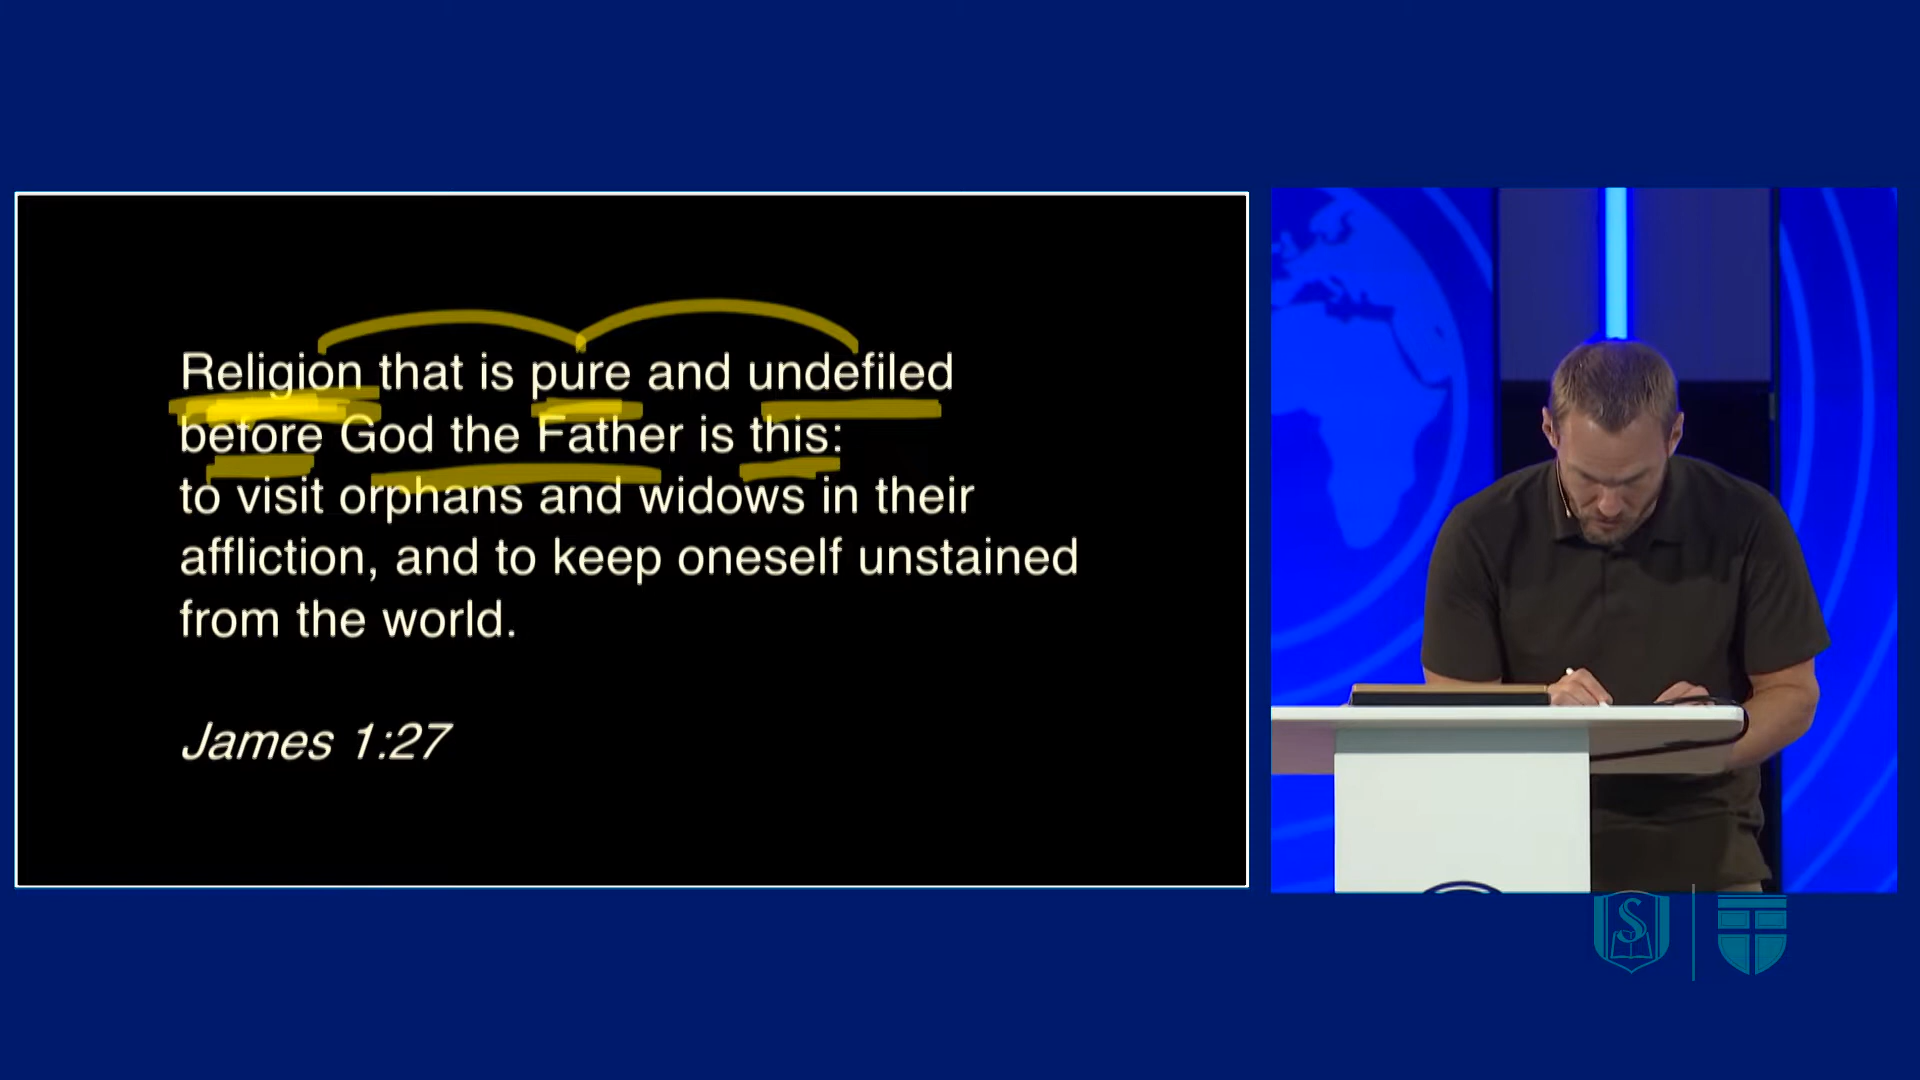 Religion that is pure and undefiled
before God the Father is this:
to visit orphans and widows in their
affliction, and to keep oneself unstained
from the world.
James 1:27
S